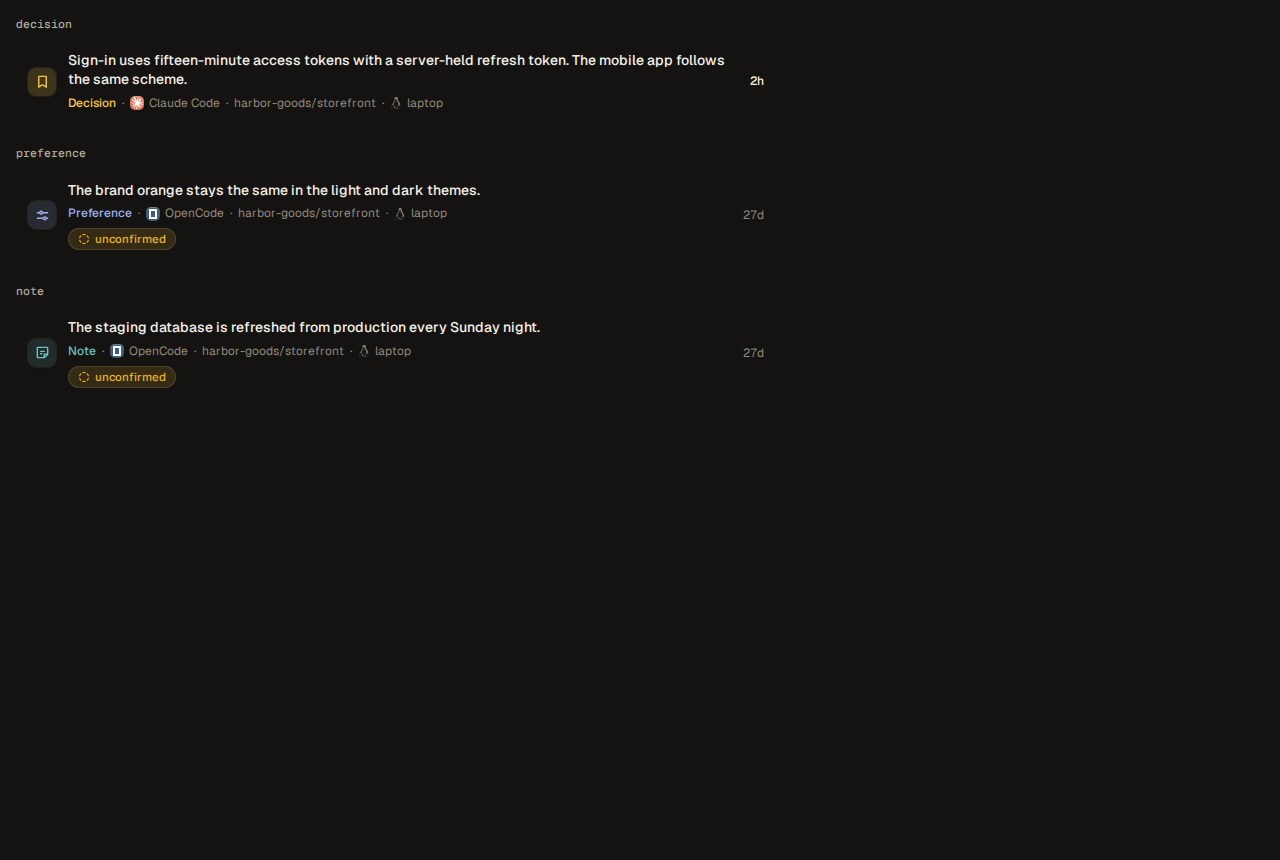 decision
Sign-in uses fifteen-minute access tokens with a server-held refresh token. The mobile app follows
the same scheme.
2h
Decision · Claude Code · harbor-goods/storefront · laptop
preference
The brand orange stays the same in the light and dark themes.
Preference · OpenCode · harbor-goods/storefront · laptop
27d
unconfirmed
note
The staging database is refreshed from production every Sunday night.
Note · OpenCode · harbor-goods/storefront · laptop
27d
unconfirmed